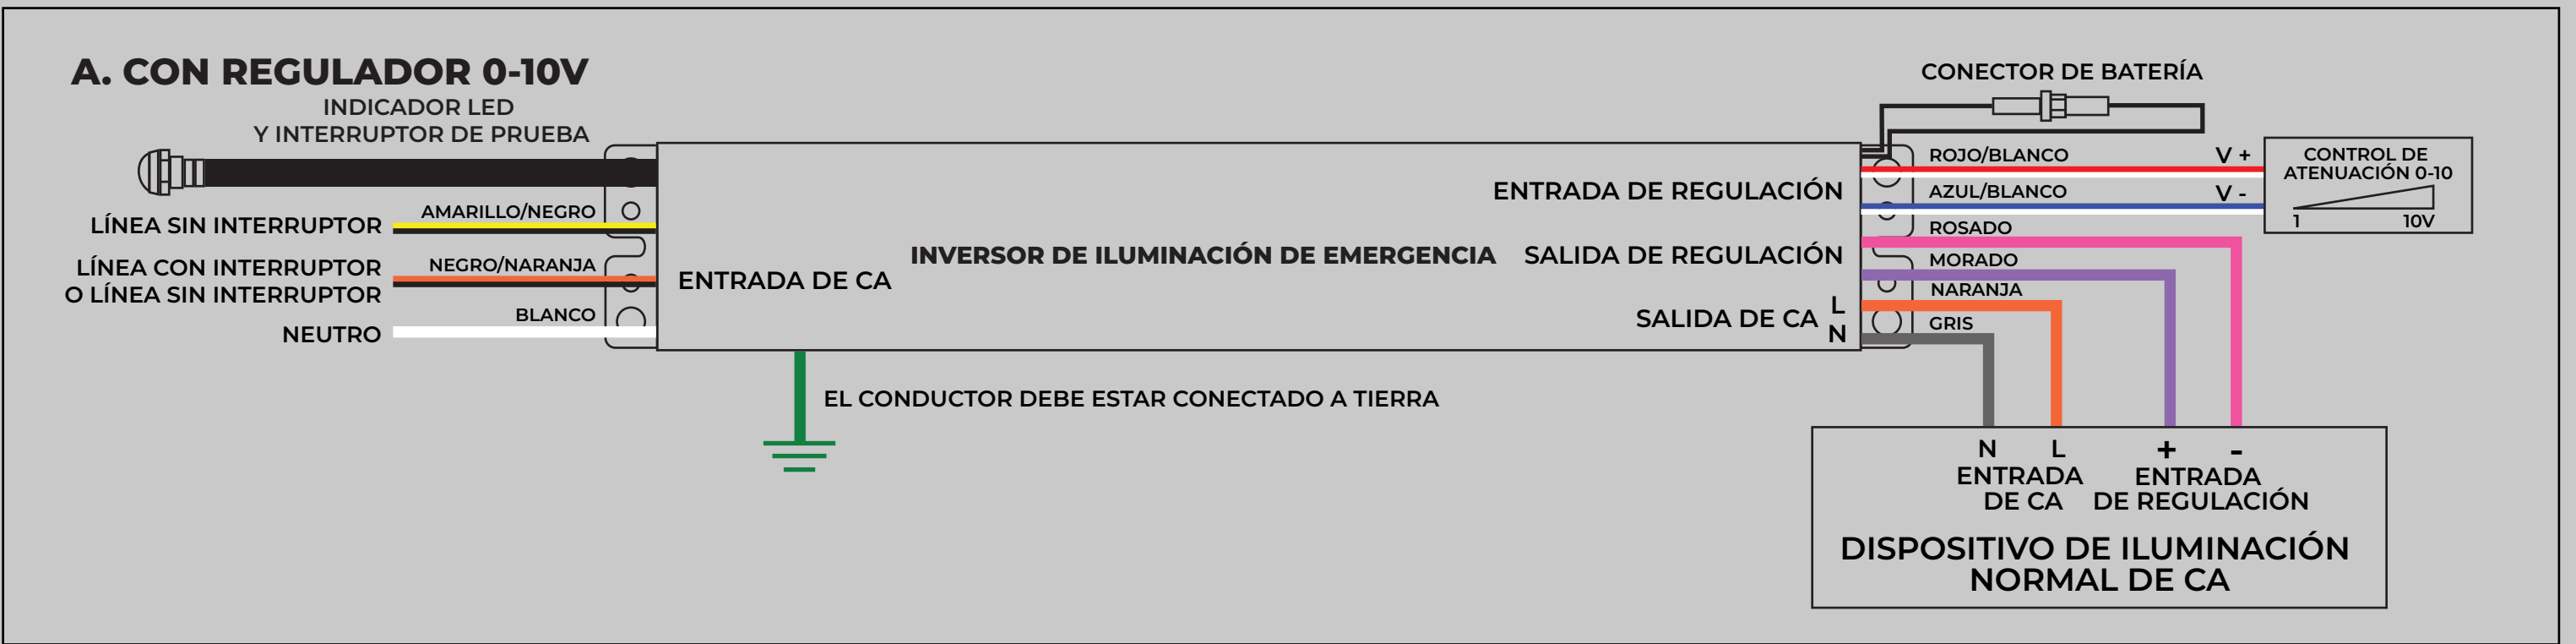 A. CON REGULADOR 0-10V
INDICADOR LED
Y INTERRUPTOR DE PRUEBA
LÍNEA SIN INTERRUPTOR
AMARILLO/NEGRO
LÍNEA CON INTERRUPTOR
O LÍNEA SIN INTERRUPTOR
NEGRO/NARANJA
NEUTRO
BLANCO
ENTRADA DE CA
INVERSOR DE ILUMINACIÓN DE EMERGENCIA
EL CONDUCTOR DEBE ESTAR CONECTADO A TIERRA
ENTRADA DE REGULACIÓN
SALIDA DE REGULACIÓN
SALIDA DE CA
L
N
CONECTOR DE BATERÍA
ROJO/BLANCO
V +
AZUL/BLANCO
V -
ROSADO
MORADO
NARANJA
GRIS
CONTROL DE
ATENUACIÓN 0-10
1 10V
N L + -
ENTRADA
DE CA
ENTRADA
DE REGULACIÓN
DISPOSITIVO DE ILUMINACIÓN
NORMAL DE CA